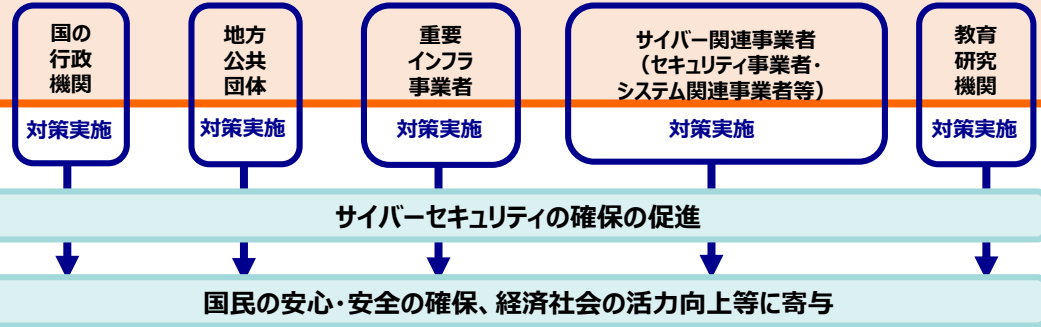 国の
行政
機関
対策実施
地方
公共
団体
対策実施
重要
インフラ
事業者
対策実施
サイバー関連事業者
（セキュリティ事業者・
システム関連事業者等）
対策実施
教育
研究
機関
対策実施
サイバーセキュリティの確保の促進
国民の安心・安全の確保、経済社会の活力向上等に寄与